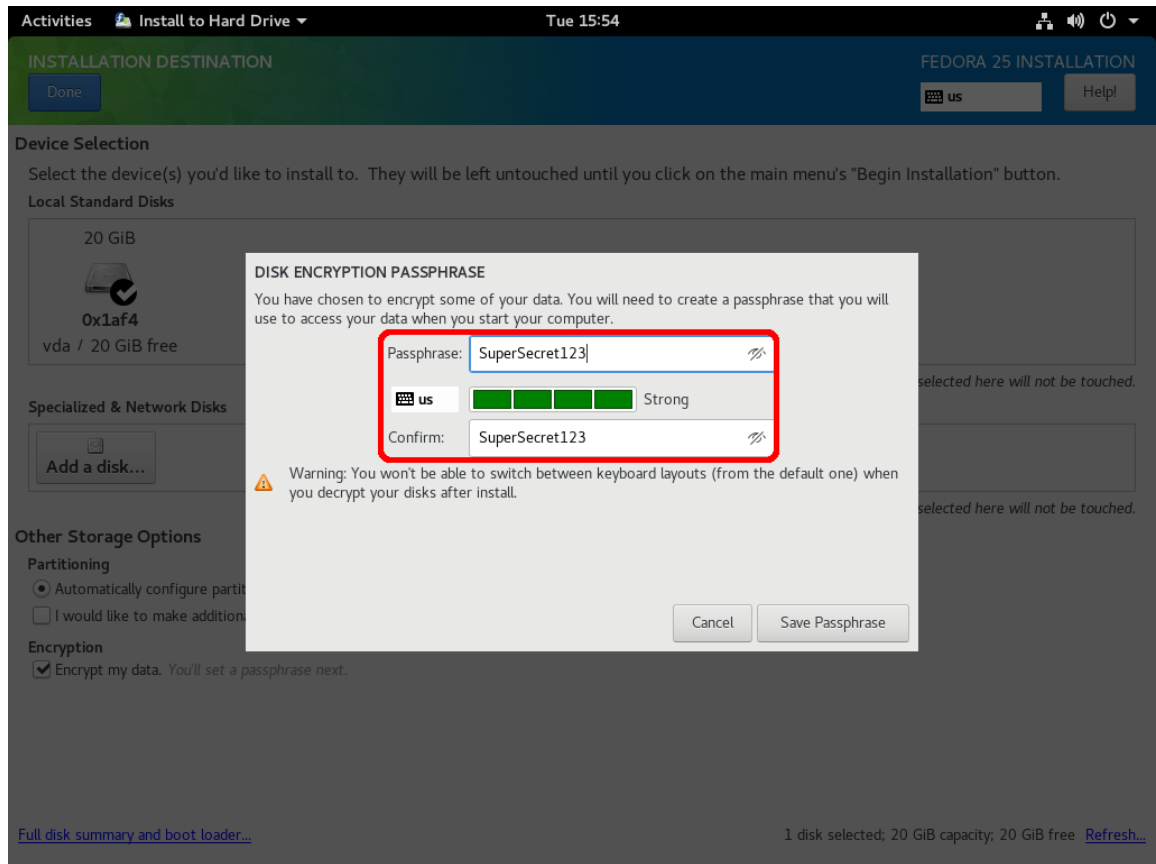 Activities Install to Hard Drive Tue 15:54
INSTALLATION DESTINATION FEDORA 25 INSTALLATION
Done us Help!
Device Selection
Select the device(s) you'd like to install to. They will be left untouched until you click on the main menu's "Begin Installation" button.
Local Standard Disks
20 GiB
0x1af4
vda / 20 GiB free
selected here will not be touched.
DISK ENCRYPTION PASSPHRASE
You have chosen to encrypt some of your data. You will need to create a passphrase that you will
use to access your data when you start your computer.
Passphrase: SuperSecret123
us Strong
Confirm: SuperSecret123
Warning: You won't be able to switch between keyboard layouts (from the default one) when
you decrypt your disks after install.
Cancel Save Passphrase
Specialized & Network Disks
Add a disk...
selected here will not be touched.
Other Storage Options
Partitioning
Automatically configure
I would like to make
Encryption
Encrypt my data. You'll set a passphrase next.
Full disk summary and boot loader... 1 disk selected; 20 GiB capacity; 20 GiB free Refresh...